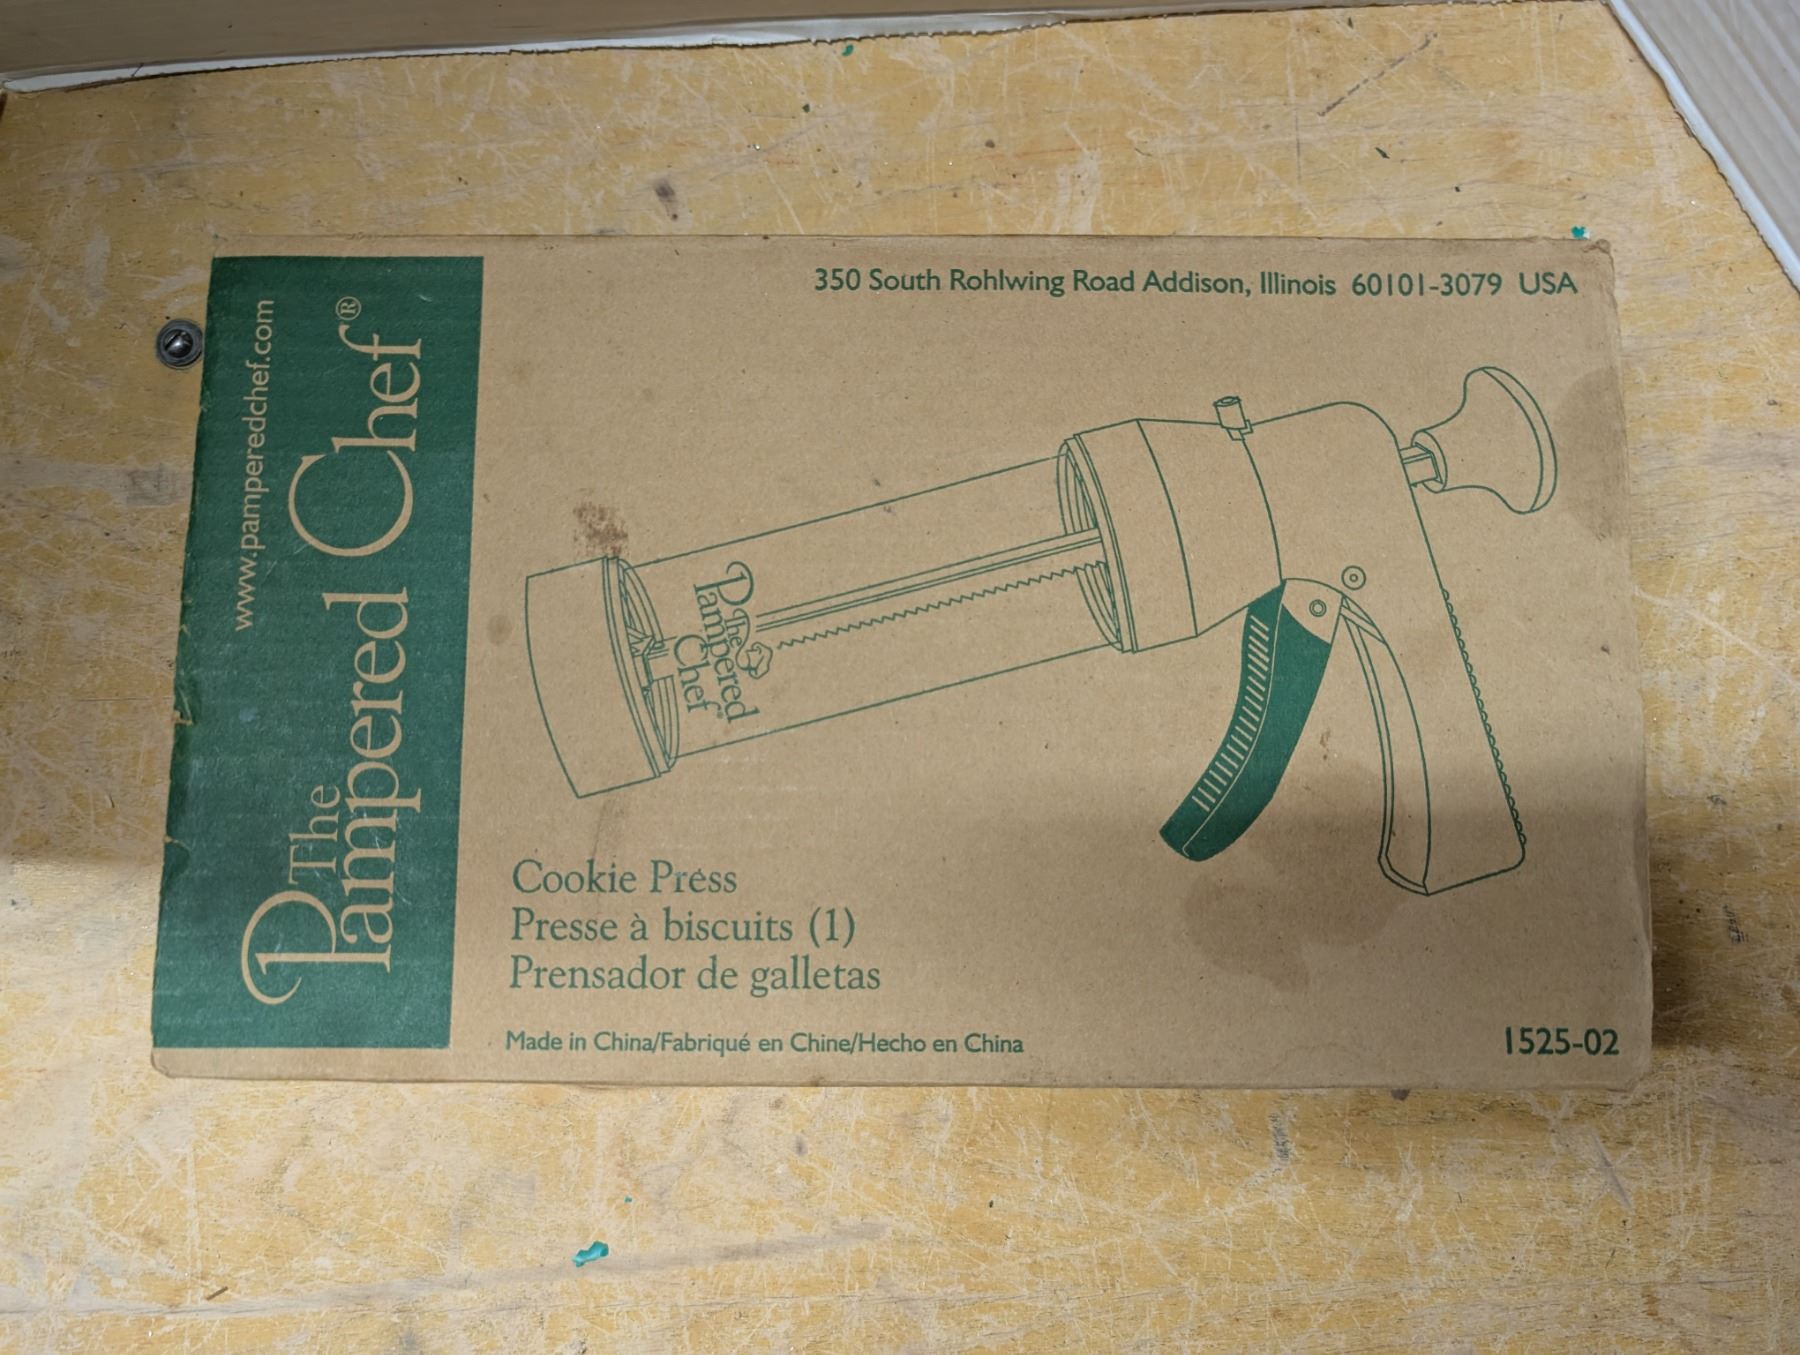 www.pamperedchef.com
The
Pampered Chef®
350 South Rohlwing Road Addison, Illinois 60101-3079 USA
The
Pampered
Chef®
Cookie Press
Presse à biscuits (1)
Prensador de galletas
Made in China/Fabriqué en Chine/Hecho en China
1525-02